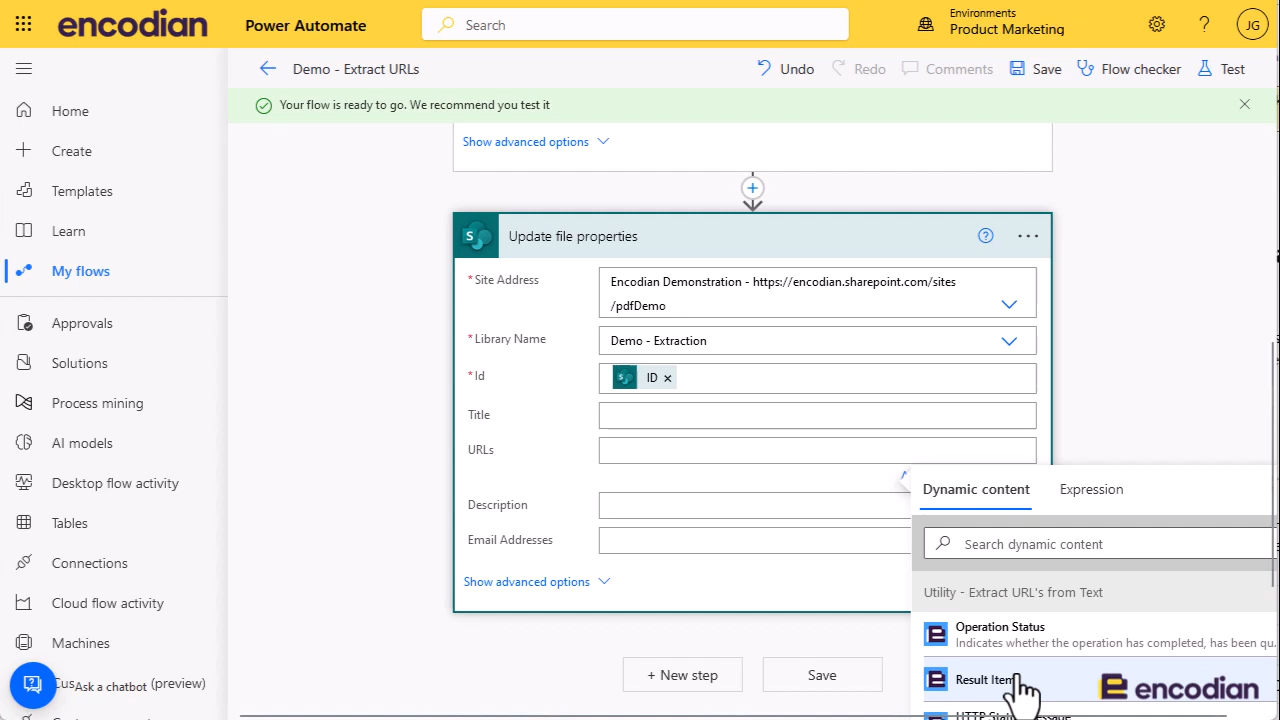 encodian
Power Automate
Search
Environments
Product Marketing
JG
Demo - Extract URLs
Undo
Redo
Comments
Save
Flow checker
Test
Your flow is ready to go. We recommend you test it
Home
Create
Templates
Learn
My flows
Approvals
Solutions
Process mining
AI models
Desktop flow activity
Tables
Connections
Cloud flow activity
Machines
Ask a chatbot
(preview)
Show advanced options
S
Update file properties
* Site Address
Encodian Demonstration - https://encodian.sharepoint.com/sites
/pdfDemo
* Library Name
Demo - Extraction
* Id
ID
Title
URLs
Description
Email Addresses
Show advanced options
+ New step
Save
Dynamic content
Expression
Search dynamic content
Utility - Extract URL's from Text
Operation Status
Indicates whether the operation has completed, has been qu...
Result Item
encodian